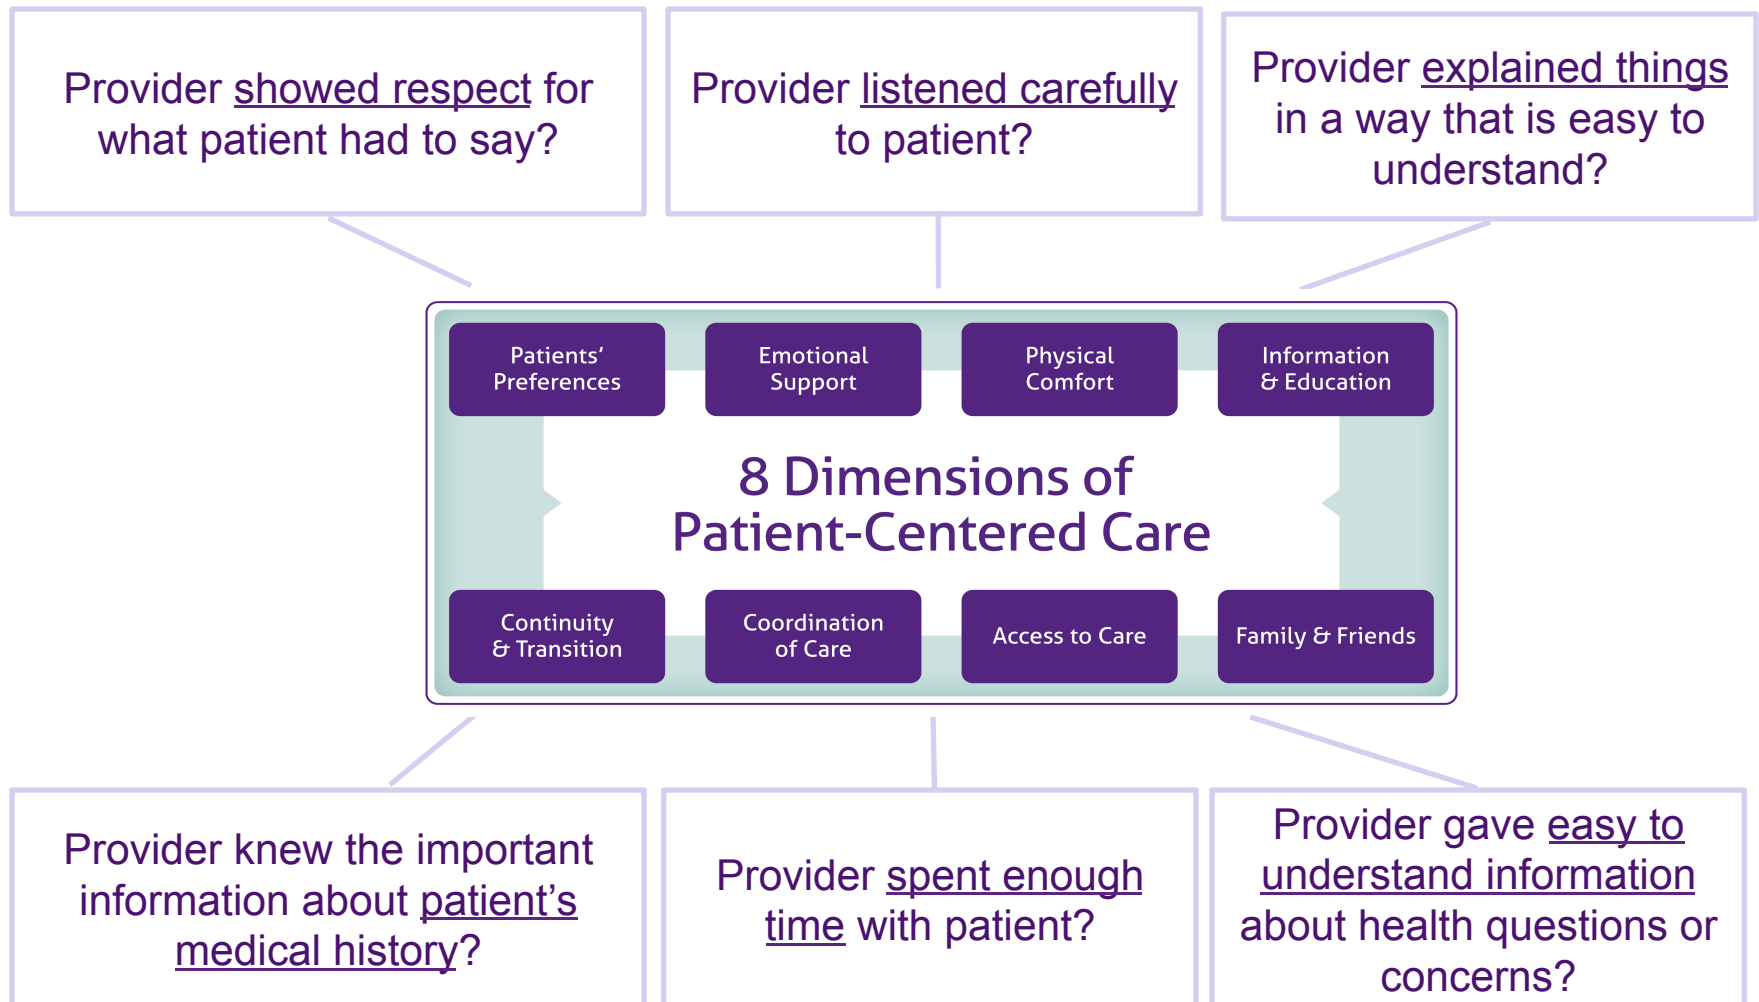 Provider showed respect for
what patient had to say?
Provider listened carefully
to patient?
Provider explained things
in a way that is easy to
understand?
Patients’
Preferences
Emotional
Support
Physical
Comfort
Information
& Education
8 Dimensions of
Patient-Centered Care
Continuity
& Transition
Coordination
of Care
Access to Care
Family & Friends
Provider knew the important
information about patient’s
medical history?
Provider spent enough
time with patient?
Provider gave easy to
understand information
about health questions or
concerns?